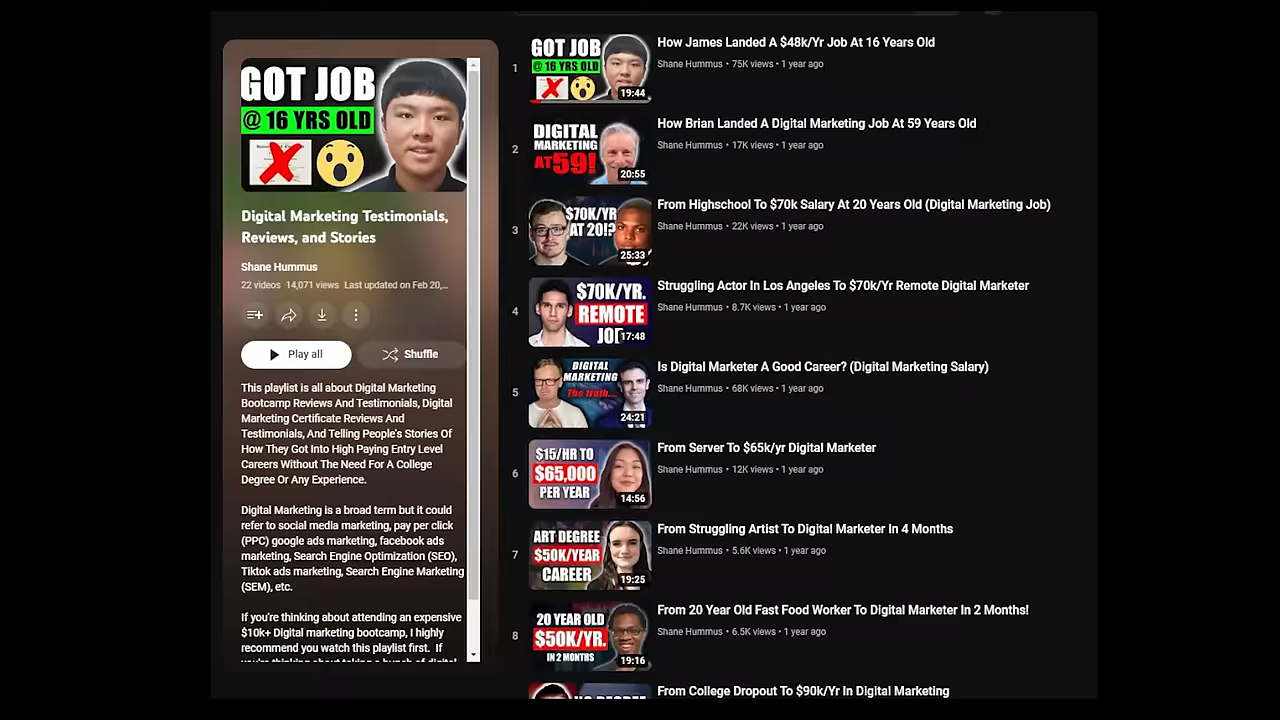 GOT JOB
@ 16 YRS OLD
Digital Marketing Testimonials,
Reviews, and Stories
Shane Hummus
22 videos 14,071 views Last updated on Feb 20,...
Play all
Shuffle
This playlist is all about Digital Marketing
Bootcamp Reviews And Testimonials, Digital
Marketing Certificate Reviews And
Testimonials, And Telling People's Stories Of
How They Got Into High Paying Entry Level
Careers Without The Need For A College
Degree Or Any Experience.
Digital Marketing is a broad term but it could
refer to social media marketing, pay per click
(PPC) google ads marketing, facebook ads
marketing, Search Engine Optimization (SEO),
Tiktok ads marketing, Search Engine Marketing
(SEM), etc.
If you're thinking about attending an expensive
$10k+ Digital marketing bootcamp, I highly
recommend you watch this playlist first. If
you're thinking about taking a bunch of digital
1
GOT JOB
@ 16 YRS OLD
19:44
How James Landed A $48k/Yr Job At 16 Years Old
Shane Hummus • 75K views • 1 year ago
2
DIGITAL
MARKETING
AT 59!
20:55
How Brian Landed A Digital Marketing Job At 59 Years Old
Shane Hummus • 17K views • 1 year ago
3
$70K/YR
AT 20!?
25:33
From Highschool To $70k Salary At 20 Years Old (Digital Marketing Job)
Shane Hummus • 22K views • 1 year ago
4
$70K/YR.
REMOTE
17:48
Struggling Actor In Los Angeles To $70k/Yr Remote Digital Marketer
Shane Hummus • 8.7K views • 1 year ago
5
DIGITAL
MARKETING
The truth....
24:21
Is Digital Marketer A Good Career? (Digital Marketing Salary)
Shane Hummus • 68K views • 1 year ago
6
$15/HR TO
$65,000
PER YEAR
14:56
From Server To $65k/yr Digital Marketer
Shane Hummus • 12K views • 1 year ago
7
ART DEGREE
$50K/YEAR
CAREER
19:25
From Struggling Artist To Digital Marketer In 4 Months
Shane Hummus • 5.6K views • 1 year ago
8
20 YEAR OLD
$50K/YR.
IN 2 MONTHS
19:16
From 20 Year Old Fast Food Worker To Digital Marketer In 2 Months!
Shane Hummus • 6.5K views • 1 year ago
From College Dropout To $90k/Yr In Digital Marketing